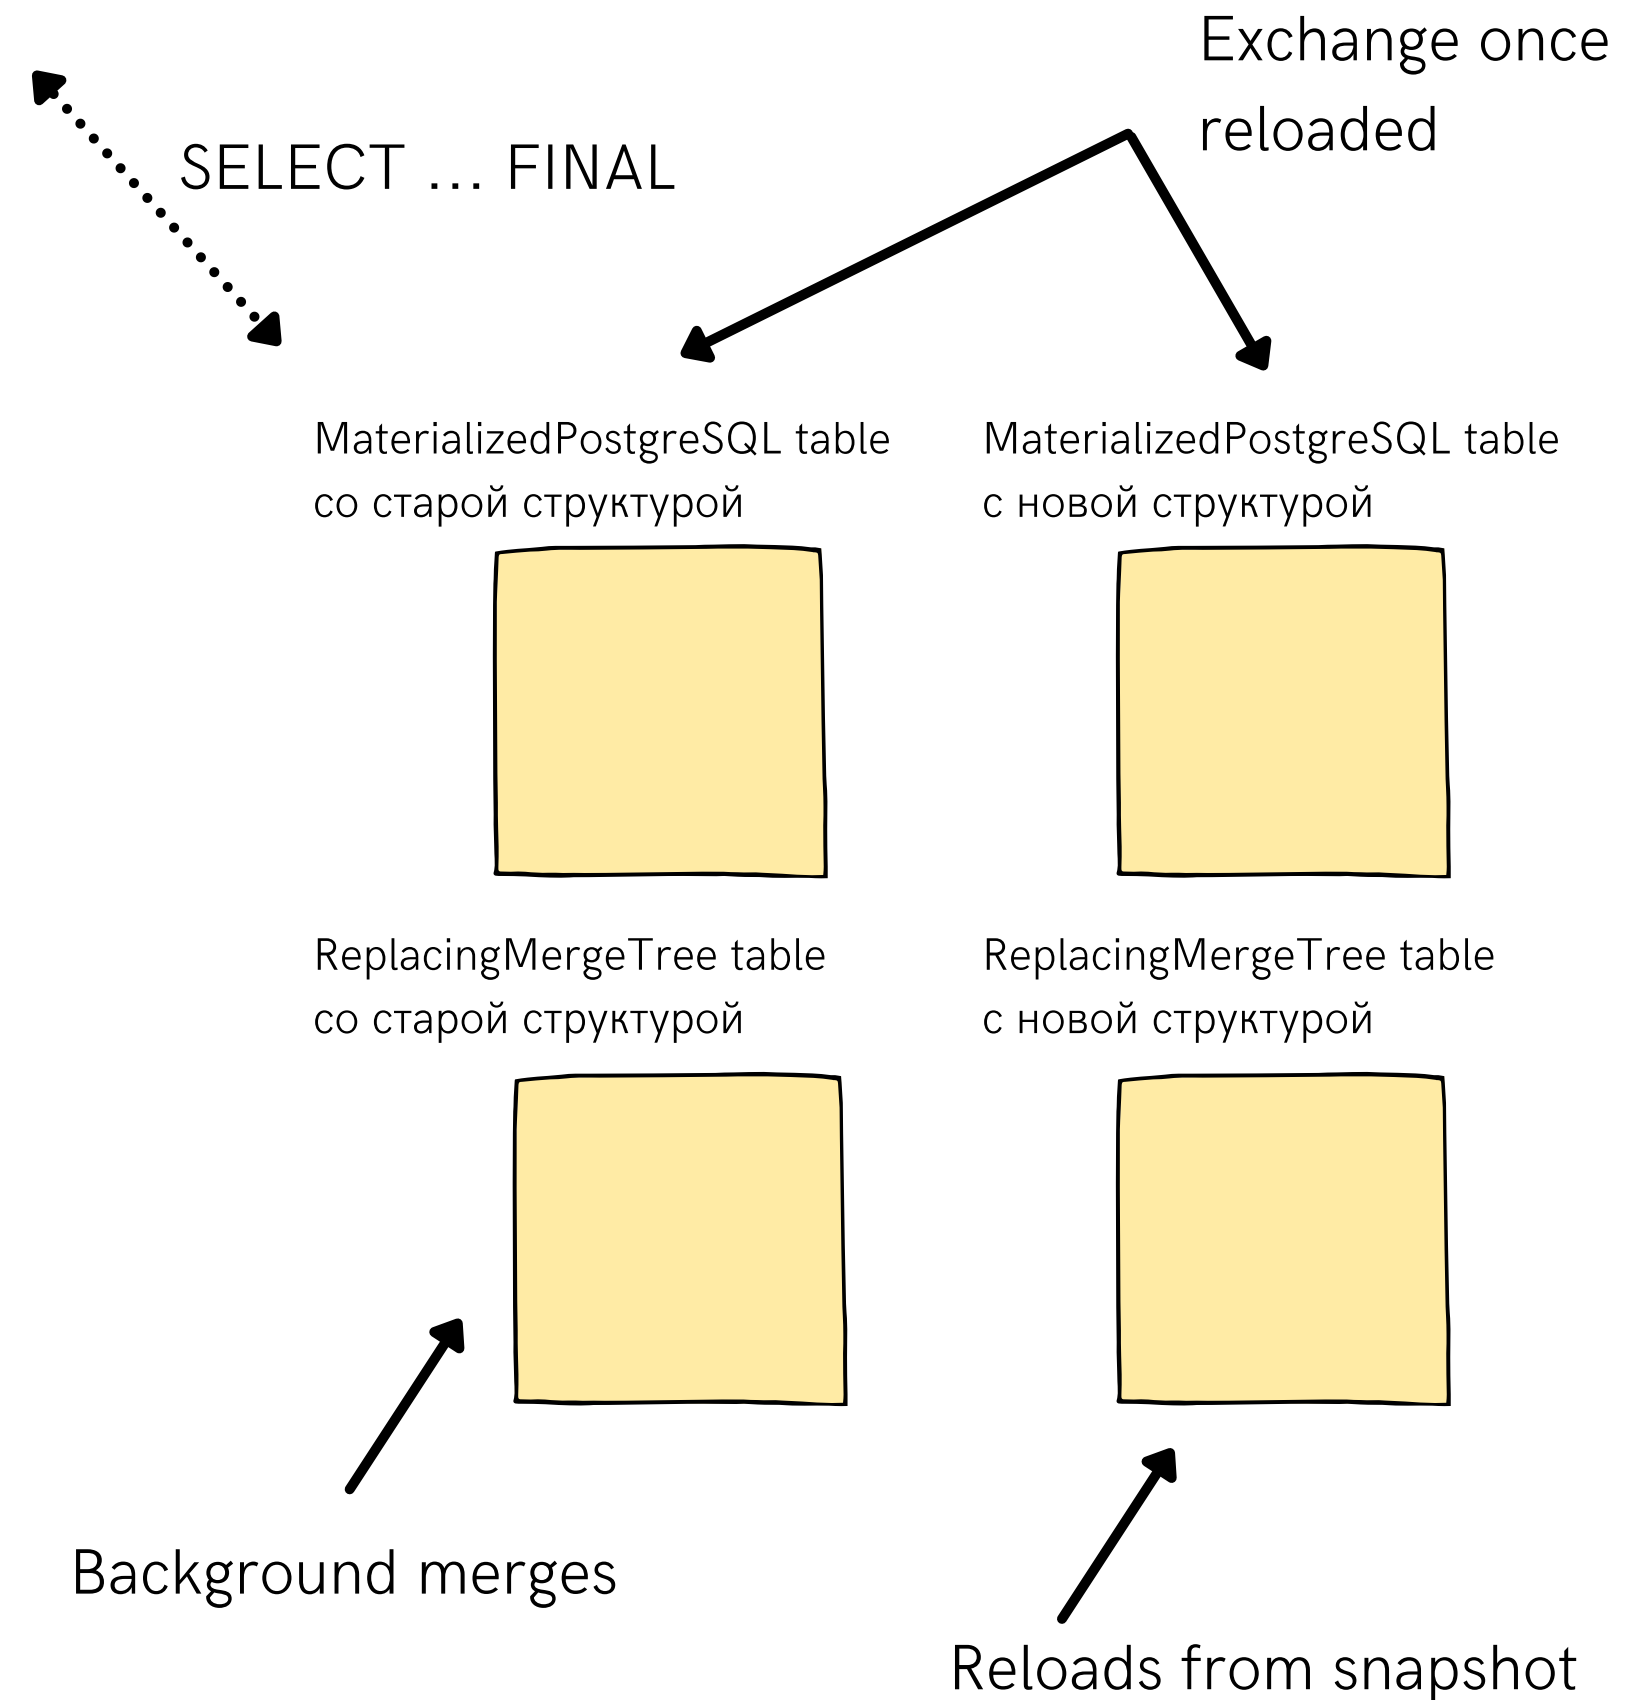 Exchange once
reloaded
SELECT ... FINAL
MaterializedPostgreSQL table
со старой структурой
MaterializedPostgreSQL table
с новой структурой
ReplacingMergeTree table
со старой структурой
ReplacingMergeTree table
с новой структурой
Background merges
Reloads from snapshot